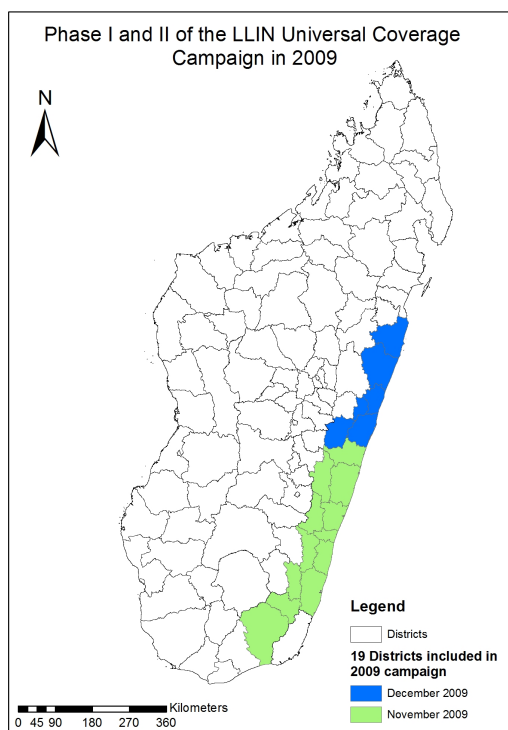 Phase I and II of the LLIN Universal Coverage
Campaign in 2009
N
Legend
Districts
19 Districts included in
2009 campaign
December 2009
November 2009
Kilometers
0 45 90 180 270 360